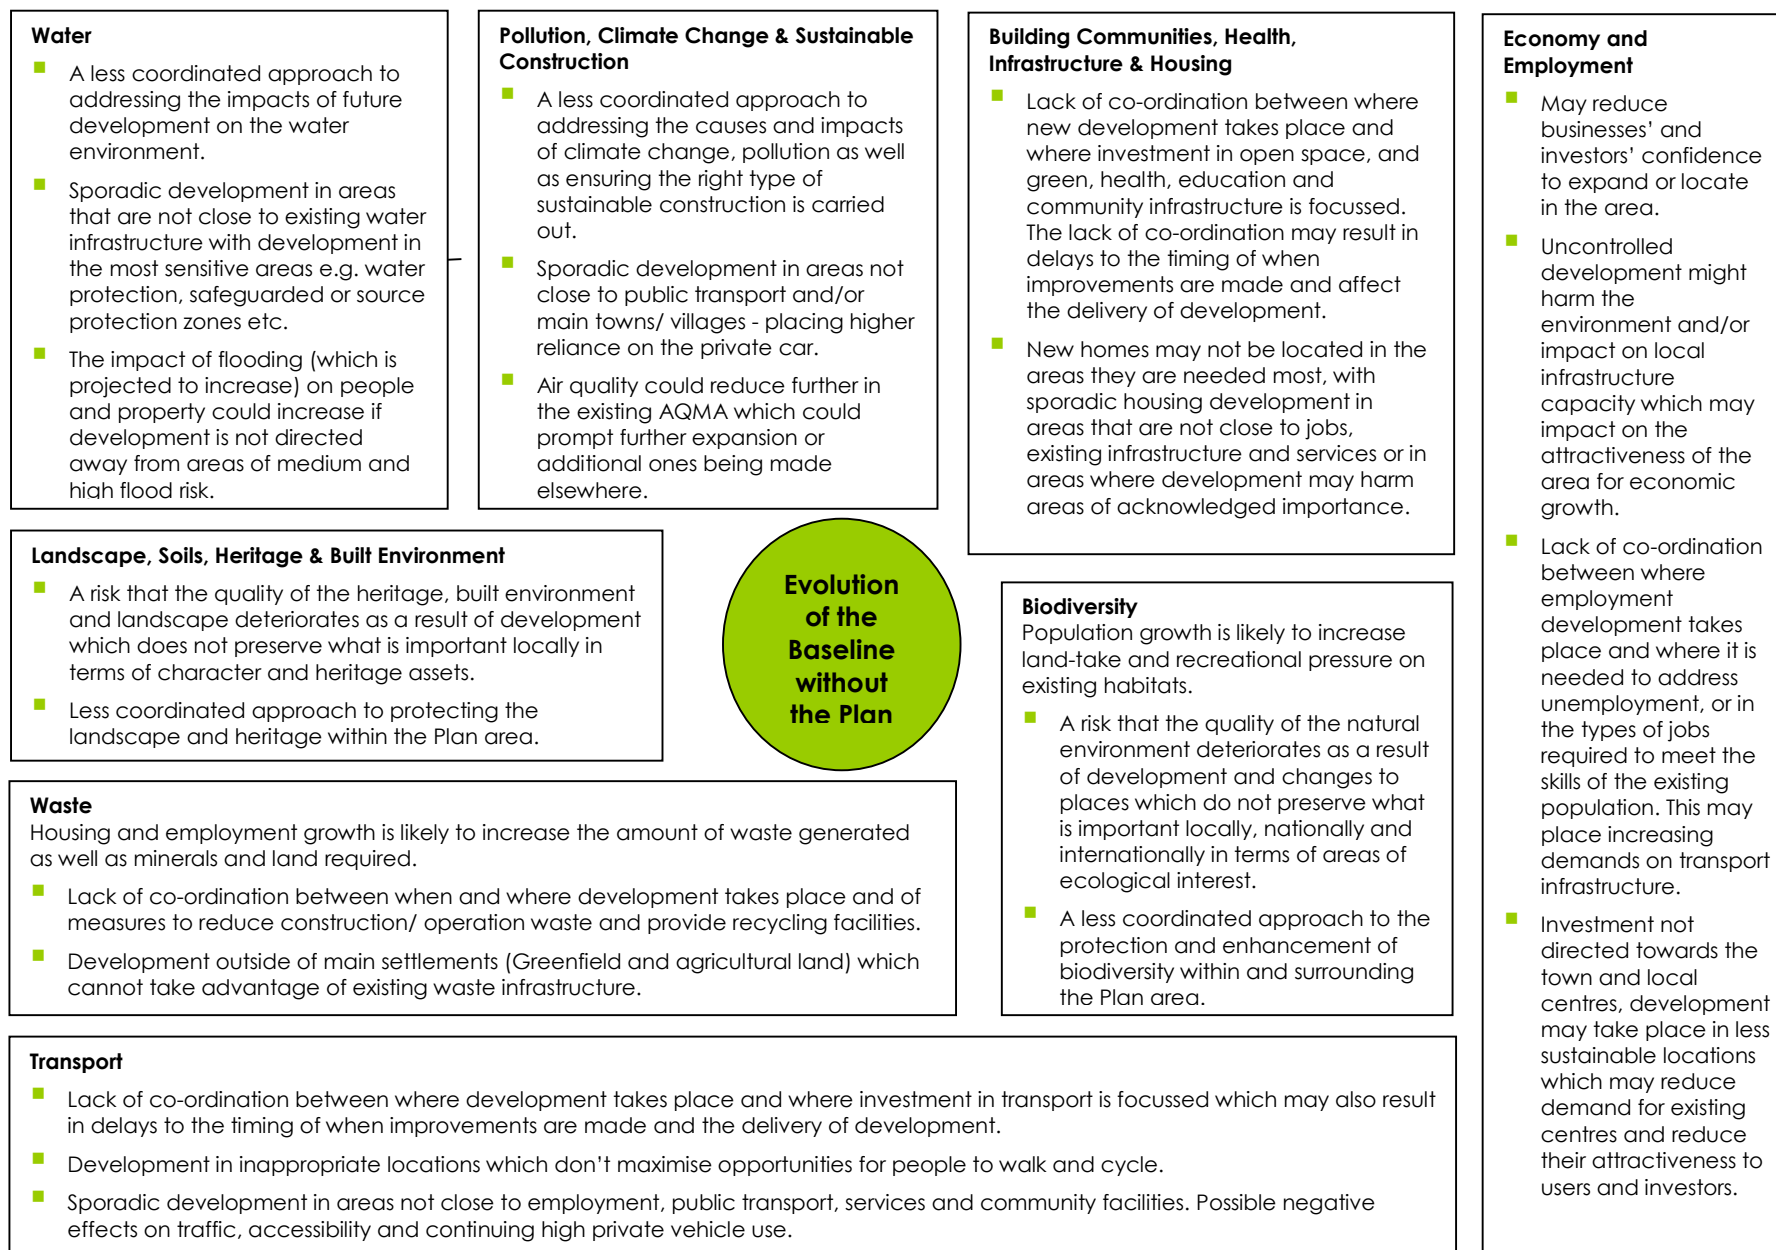 Water
A less coordinated approach to
addressing the impacts of future
development on the water
environment.
Sporadic development in areas
that are not close to existing water
infrastructure with development in
the most sensitive areas e.g. water
protection, safeguarded or source
protection zones etc.
The impact of flooding (which is
projected to increase) on people
and property could increase if
development is not directed
away from areas of medium and
high flood risk.
Pollution, Climate Change & Sustainable
Construction
A less coordinated approach to
addressing the causes and impacts
of climate change, pollution as well
as ensuring the right type of
sustainable construction is carried
out.
Sporadic development in areas not
close to public transport and/or
main towns/ villages - placing higher
reliance on the private car.
Air quality could reduce further in
the existing AQMA which could
prompt further expansion or
additional ones being made
elsewhere.
Building Communities, Health,
Infrastructure & Housing
Lack of co-ordination between where
new development takes place and
where investment in open space, and
green, health, education and
community infrastructure is focussed.
The lack of co-ordination may result in
delays to the timing of when
improvements are made and affect
the delivery of development.
New homes may not be located in the
areas they are needed most, with
sporadic housing development in
areas that are not close to jobs,
existing infrastructure and services or in
areas where development may harm
areas of acknowledged importance.
Economy and
Employment
May reduce
businesses’ and
investors’ confidence
to expand or locate
in the area.
Uncontrolled
development might
harm the
environment and/or
impact on local
infrastructure
capacity which may
impact on the
attractiveness of the
area for economic
growth.
Lack of co-ordination
between where
employment
development takes
place and where it is
needed to address
unemployment, or in
the types of jobs
required to meet the
skills of the existing
population. This may
place increasing
demands on transport
infrastructure.
Investment not
directed towards the
town and local
centres, development
may take place in less
sustainable locations
which may reduce
demand for existing
centres and reduce
their attractiveness to
users and investors.
Landscape, Soils, Heritage & Built Environment
A risk that the quality of the heritage, built environment
and landscape deteriorates as a result of development
which does not preserve what is important locally in
terms of character and heritage assets.
Less coordinated approach to protecting the
landscape and heritage within the Plan area.
Evolution
of the
Baseline
without
the Plan
Biodiversity
Population growth is likely to increase
land-take and recreational pressure on
existing habitats.
A risk that the quality of the natural
environment deteriorates as a result
of development and changes to
places which do not preserve what
is important locally, nationally and
internationally in terms of areas of
ecological interest.
A less coordinated approach to the
protection and enhancement of
biodiversity within and surrounding
the Plan area.
Waste
Housing and employment growth is likely to increase the amount of waste generated
as well as minerals and land required.
Lack of co-ordination between when and where development takes place and of
measures to reduce construction/ operation waste and provide recycling facilities.
Development outside of main settlements (Greenfield and agricultural land) which
cannot take advantage of existing waste infrastructure.
Transport
Lack of co-ordination between where development takes place and where investment in transport is focussed which may also result
in delays to the timing of when improvements are made and the delivery of development.
Development in inappropriate locations which don’t maximise opportunities for people to walk and cycle.
Sporadic development in areas not close to employment, public transport, services and community facilities. Possible negative
effects on traffic, accessibility and continuing high private vehicle use.